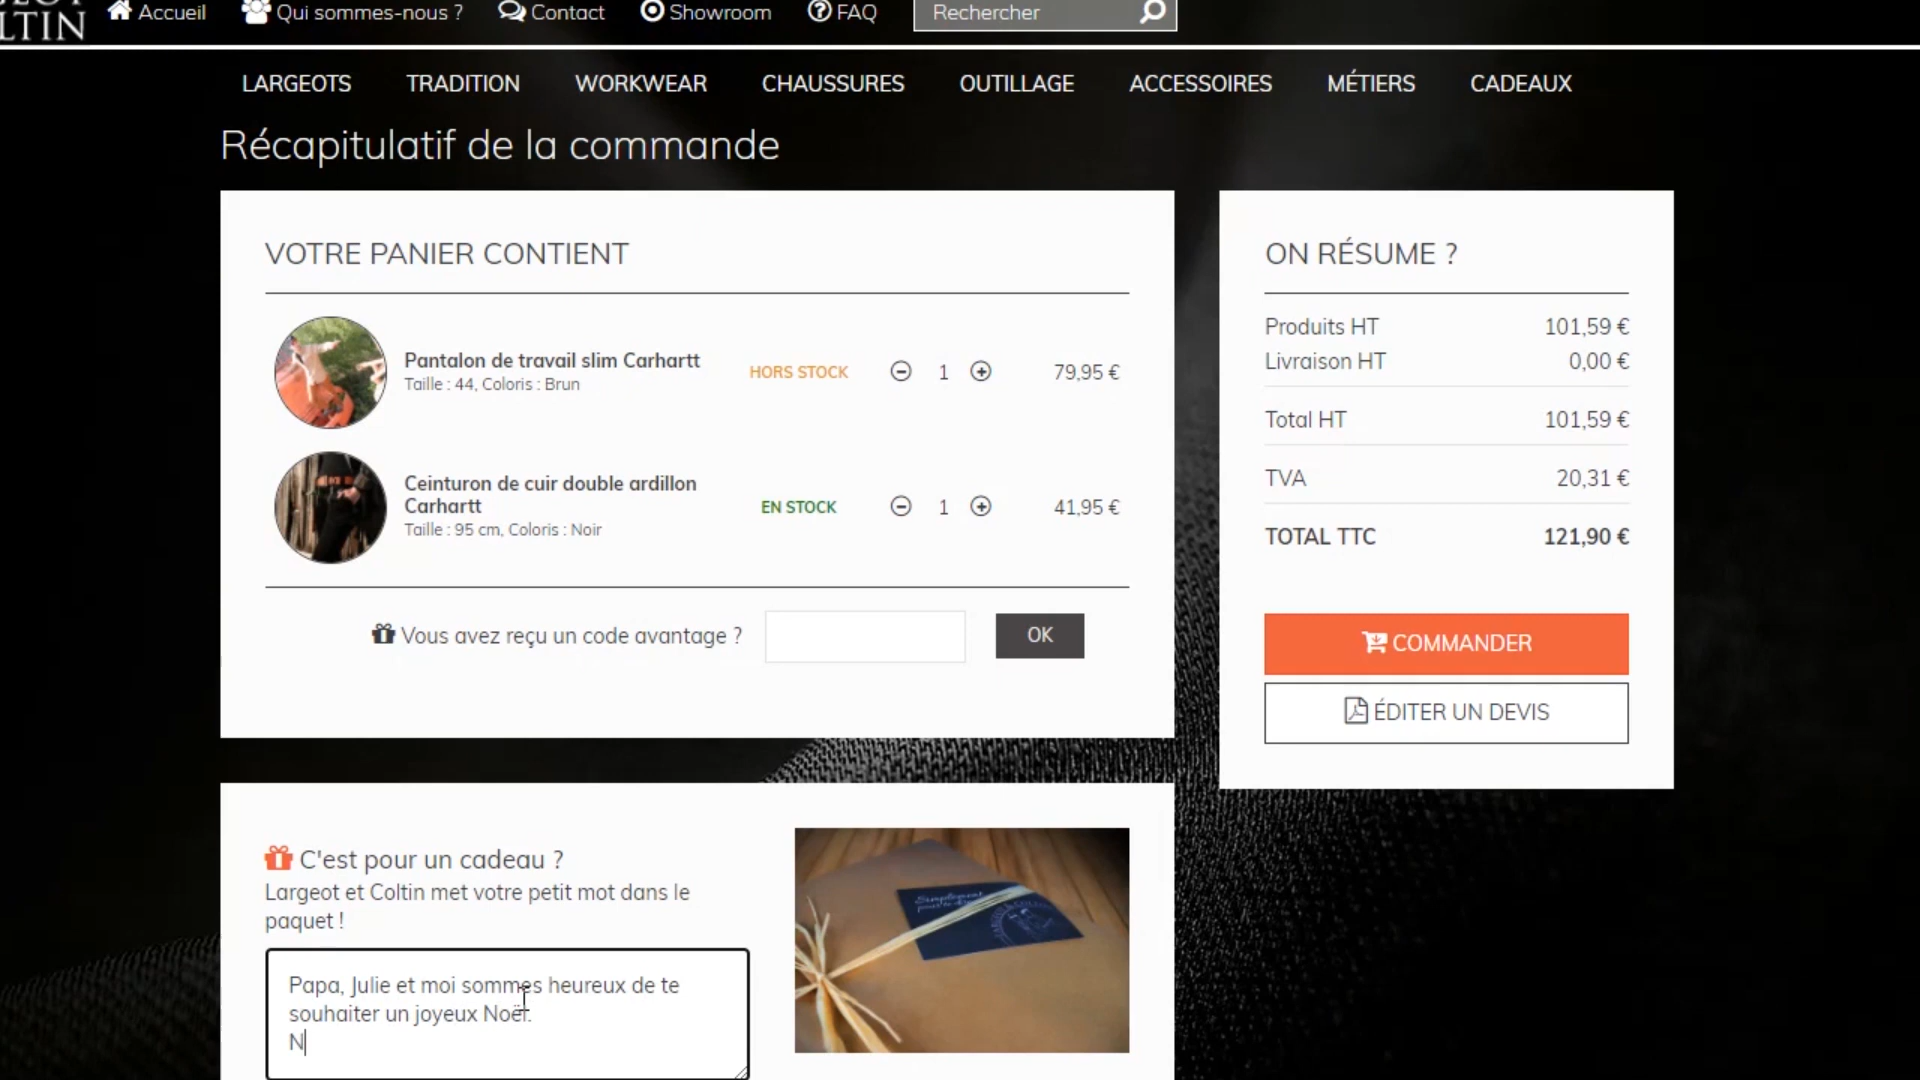 LTIN
Accueil
Qui sommes-nous ?
Contact
Showroom
FAQ
Rechercher
LARGEOTS
TRADITION
WORKWEAR
CHAUSSURES
OUTILLAGE
ACCESSOIRES
MÉTIERS
CADEAUX
Récapitulatif de la commande
VOTRE PANIER CONTIENT
Pantalon de travail slim Carhartt
Taille : 44, Coloris : Brun
HORS STOCK
1
79,95 €
Ceinturon de cuir double ardillon
Carhartt
Taille : 95 cm, Coloris : Noir
EN STOCK
1
41,95 €
Vous avez reçu un code avantage ?
OK
ON RÉSUME ?
Produits HT 101,59 €
Livraison HT 0,00 €
Total HT 101,59 €
TVA 20,31 €
TOTAL TTC 121,90 €
COMMANDER
ÉDITER UN DEVIS
C'est pour un cadeau ?
Largeot et Coltin met votre petit mot dans le
paquet !
Papa, Julie et moi sommes heureux de te
souhaiter un joyeux Noël.
N
Simplement